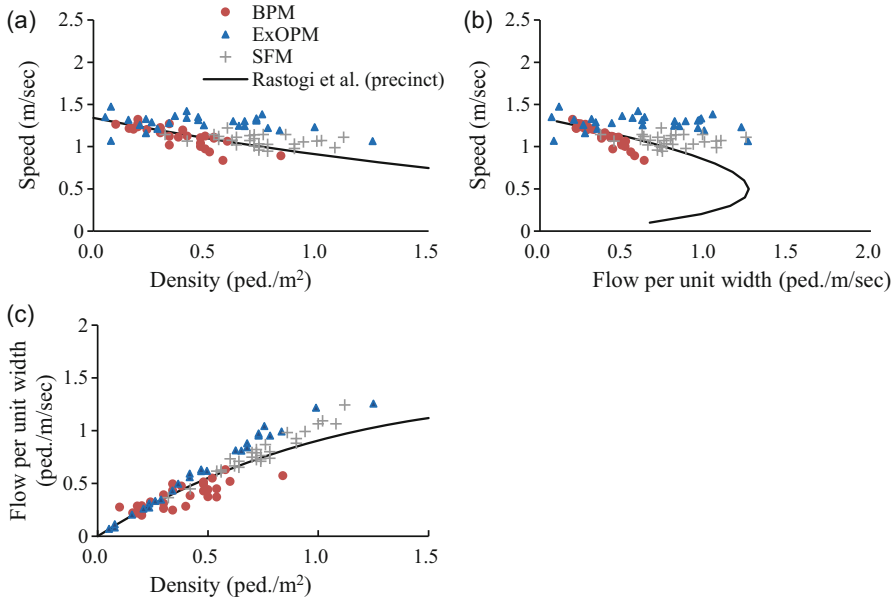 (a)
2.5
2
1.5
1
0.5
0
0.0
0.5
1.0
1.5
Speed (m/sec)
Density (ped./m²)
BPM
ExOPM
SFM
Rastogi et al. (precinct)
(b)
2.5
2
1.5
1
0.5
0
0.0
0.5
1.0
2.0
Speed (m/sec)
Flow per unit width (ped./m/sec)
(c)
2
1.5
1
0.5
0
0.0
0.5
1.0
1.5
Flow per unit width
(ped./m/sec)
Density (ped./m²)